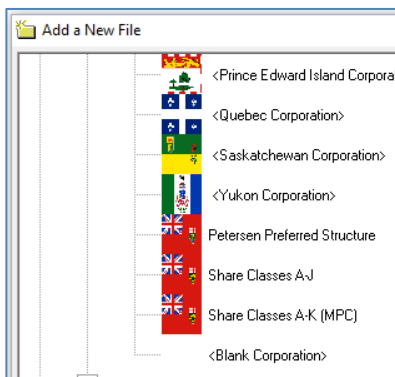 Add a New File
<Prince Edward Island Corpora
<Quebec Corporation>
<Saskatchewan Corporation>
<Yukon Corporation>
Petersen Preferred Structure
Share Classes A-J
Share Classes A-K (MPC)
<Blank Corporation>